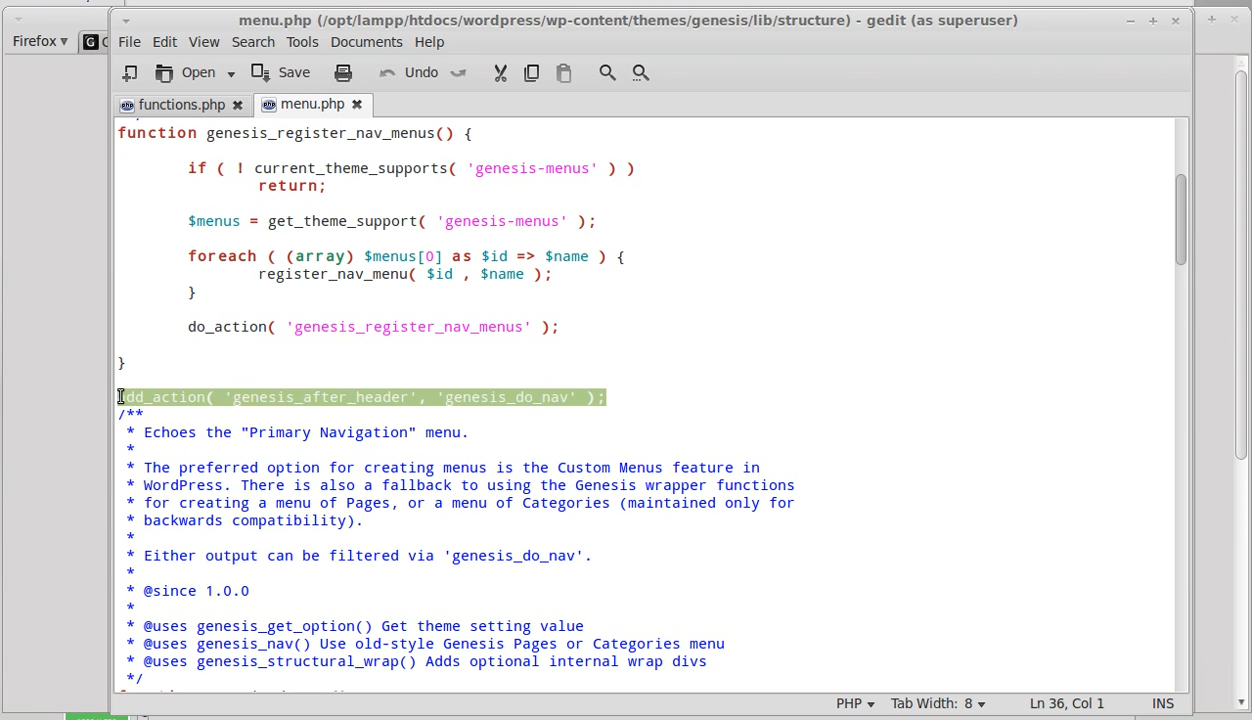 menu.php (/opt/lampp/htdocs/wordpress/wp-content/themes/genesis/lib/structure) - gedit (as superuser)
Firefox
G
File Edit View Search Tools Documents Help
Open Save Undo
functions.php menu.php
function genesis_register_nav_menus() {
if ( ! current_theme_supports( 'genesis-menus' ) )
return;
$menus = get_theme_support( 'genesis-menus' );
foreach ( (array) $menus[0] as $id => $name ) {
register_nav_menu( $id , $name );
}
do_action( 'genesis_register_nav_menus' );
}
add_action( 'genesis_after_header', 'genesis_do_nav' );
/**
* Echoes the "Primary Navigation" menu.
*
* The preferred option for creating menus is the Custom Menus feature in
* WordPress. There is also a fallback to using the Genesis wrapper functions
* for creating a menu of Pages, or a menu of Categories (maintained only for
* backwards compatibility).
*
* Either output can be filtered via 'genesis_do_nav'.
*
* @since 1.0.0
*
* @uses genesis_get_option() Get theme setting value
* @uses genesis_nav() Use old-style Genesis Pages or Categories menu
* @uses genesis_structural_wrap() Adds optional internal wrap divs
*/
PHP Tab Width: 8 Ln 36, Col 1 INS